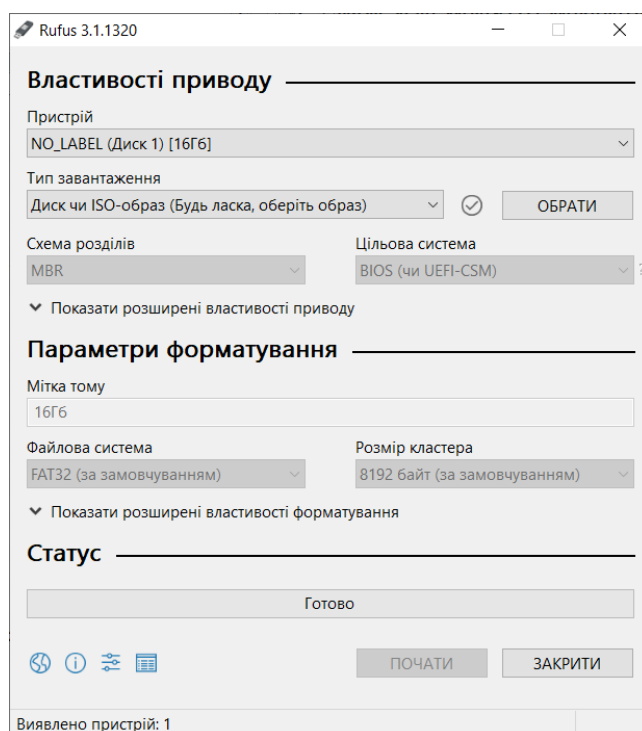 Rufus 3.1.1320
Властивості приводу
Пристрій
NO_LABEL (Диск 1) [16Гб]
Тип завантаження
Диск чи ISO-образ (Будь ласка, оберіть образ)
ОБРАТИ
Схема розділів
Цільова система
MBR
BIOS (чи UEFI-CSM)
?
Показати розширені властивості приводу
Параметри форматування
Мітка тому
16Гб
Файлова система
Розмір кластера
FAT32 (за замовчуванням)
8192 байт (за замовчуванням)
Показати розширені властивості форматування
Статус
Готово
ПОЧАТИ
ЗАКРИТИ
Виявлено пристрій: 1